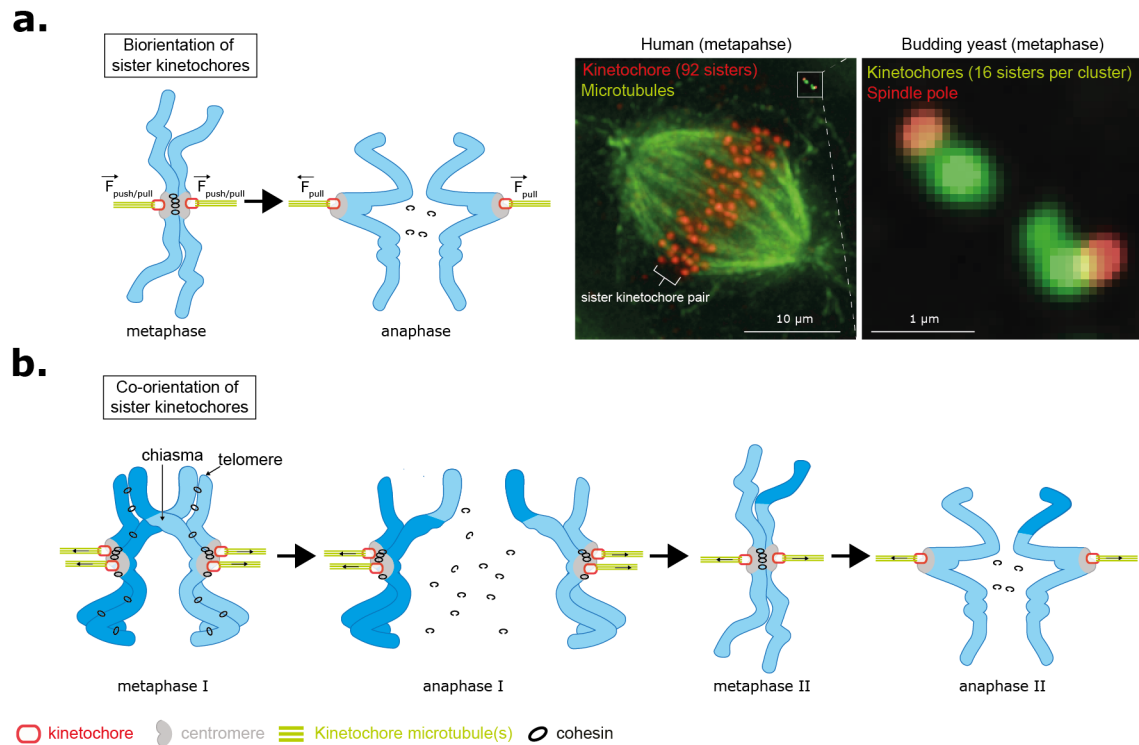 a.
Biorientation of
sister kinetochores
F push/pull
F push/pull
F pull
F pull
metaphase
anaphase
Human (metapahse)
Kinetochore (92 sisters)
Microtubules
sister kinetochore pair
10 µm
Budding yeast (metaphase)
Kinetochores (16 sisters per cluster)
Spindle pole
1 µm
b.
Co-orientation of
sister kinetochores
chiasma
telomere
metaphase I
anaphase I
metaphase II
anaphase II
kinetochore
centromere
Kinetochore microtubule(s)
cohesin